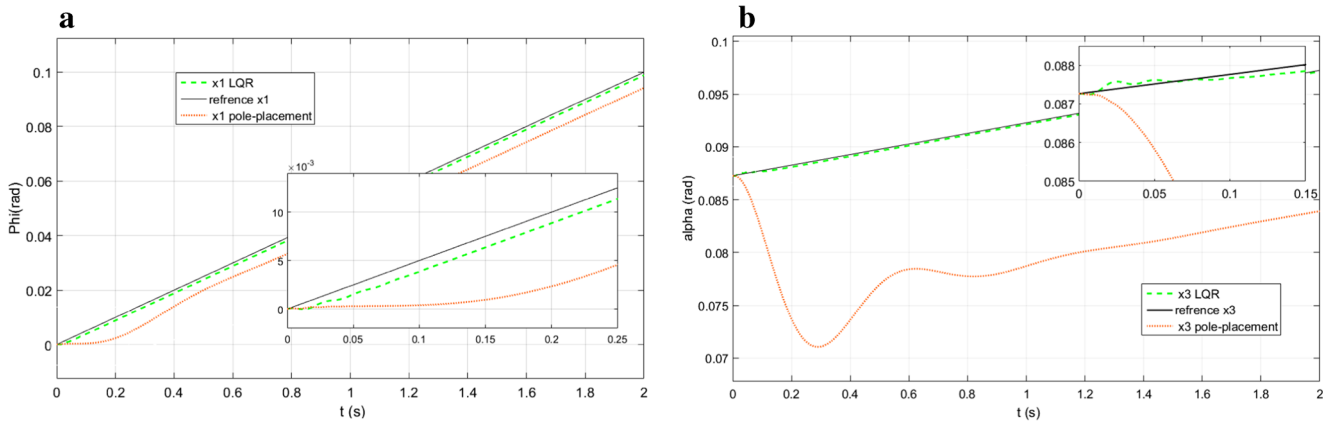 a
x1 LQR
refrence x1
x1 pole-placement
Phi(rad)
0.1
0.08
0.06
0.04
0.02
0
0 0.2 0.4 0.6 0.8 1 1.2 1.4 1.6 1.8 2
t (s)
×10⁻³
10
5
0
0 0.05 0.1 0.15 0.2 0.25
b
alpha (rad)
0.1
0.095
0.09
0.085
0.08
0.075
0.07
0 0.2 0.4 0.6 0.8 1 1.2 1.4 1.6 1.8 2
t (s)
0.088
0.087
0.086
0.085
0 0.05 0.1 0.15
x3 LQR
refrence x3
x3 pole-placement